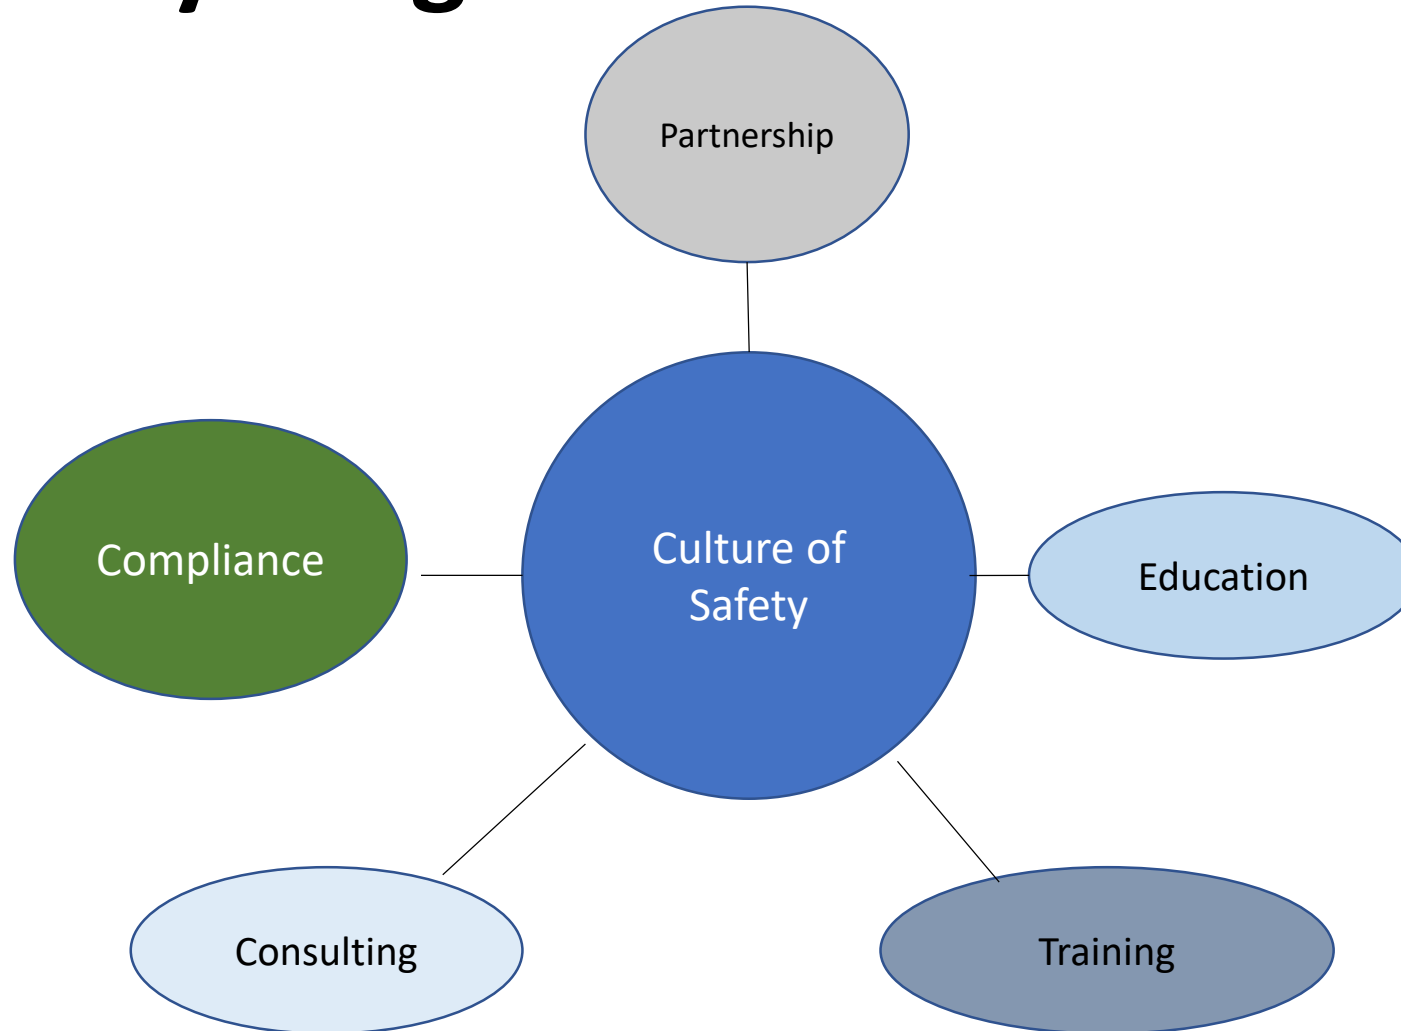 Partnership
Compliance
Culture of
Safety
Education
Consulting
Training